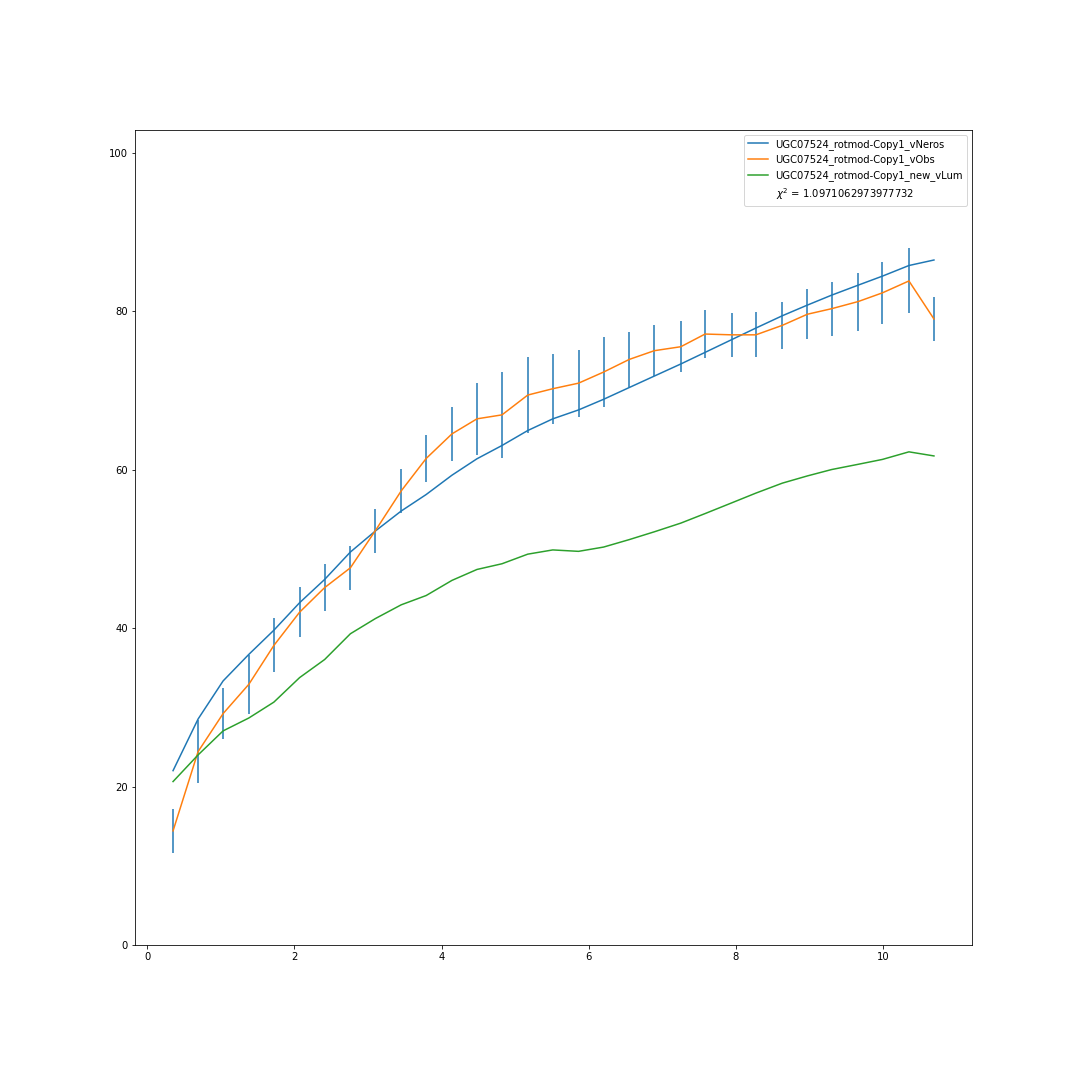 UGC07524_rotmod-Copy1_vNeros
UGC07524_rotmod-Copy1_vObs
UGC07524_rotmod-Copy1_new_vLum
χ² = 1.0971062973977732
100
80
60
40
20
0
0 2 4 6 8 10